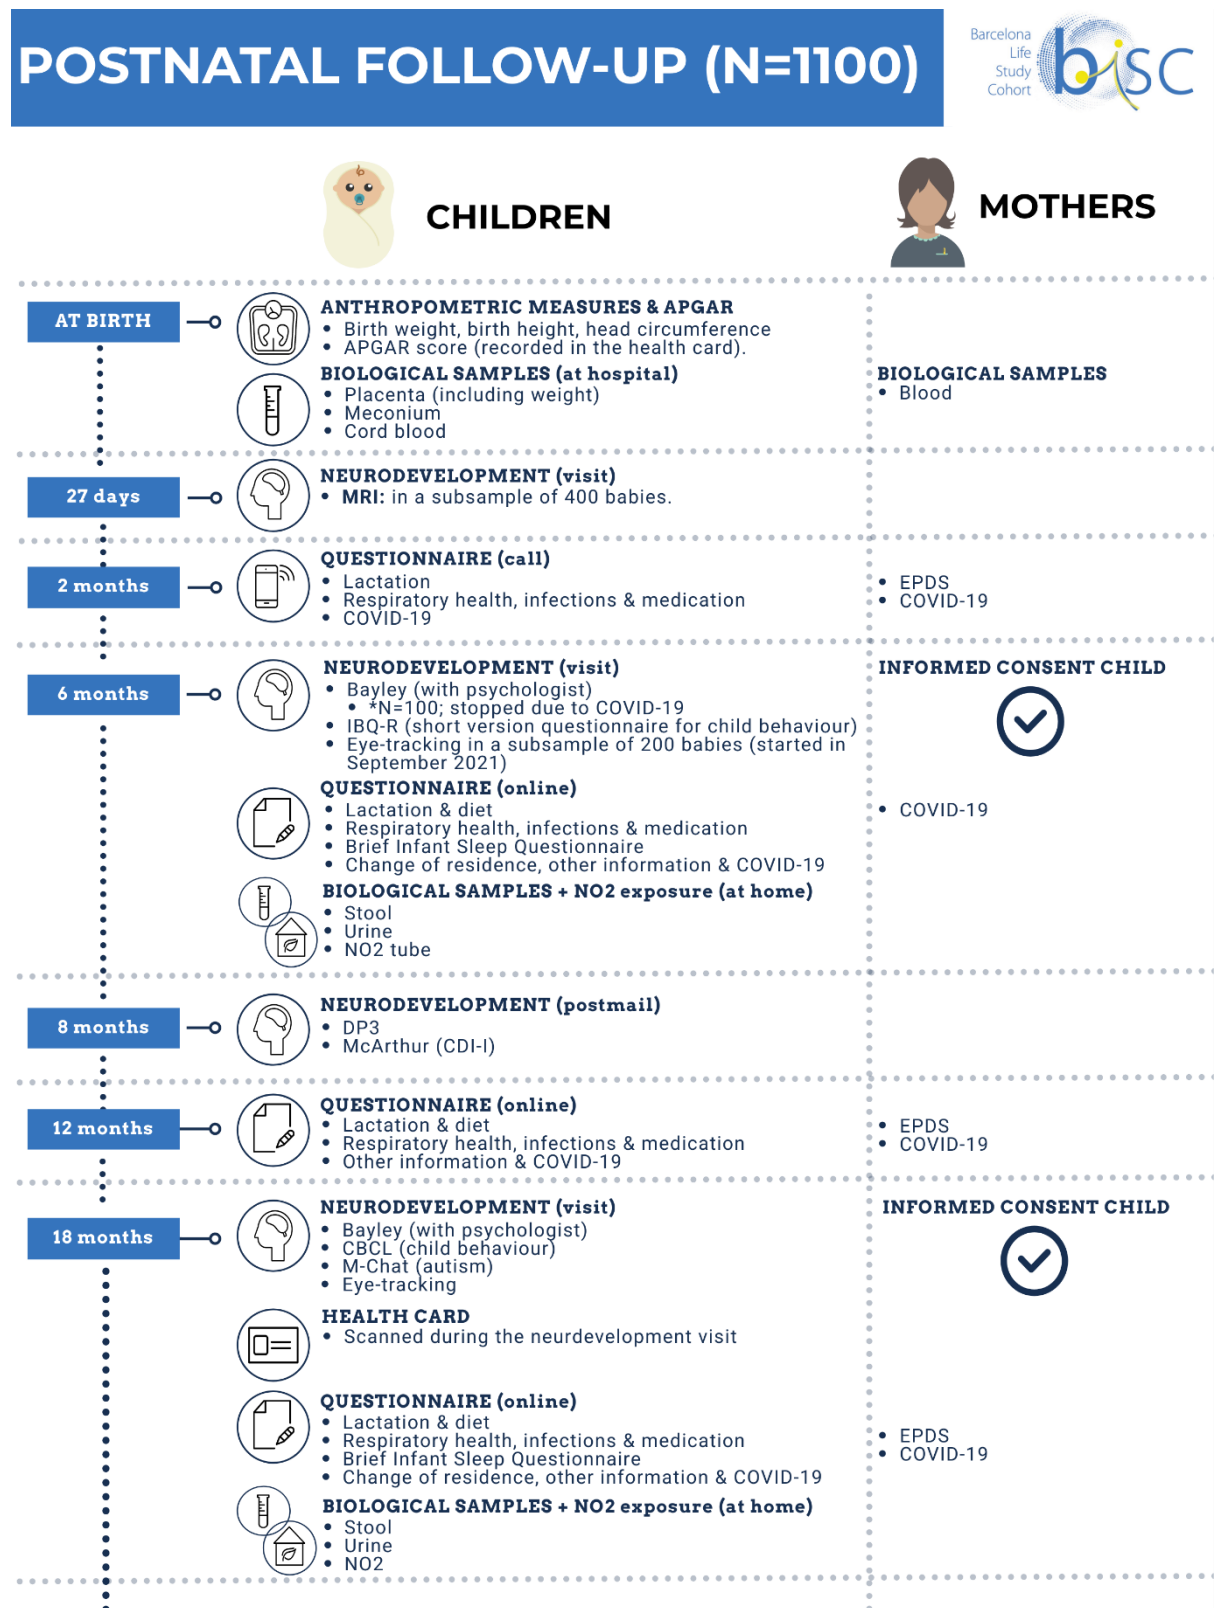 POSTNATAL FOLLOW-UP (N=1100)
Barcelona
Life
Study
Cohort
bisc
CHILDREN
MOTHERS
AT BIRTH
ANTHROPOMETRIC MEASURES & APGAR
• Birth weight, birth height, head circumference
• APGAR score (recorded in the health card).
BIOLOGICAL SAMPLES (at hospital)
• Placenta (including weight)
• Meconium
• Cord blood
BIOLOGICAL SAMPLES
• Blood
27 days
NEURODEVELOPMENT (visit)
• MRI: in a subsample of 400 babies.
2 months
QUESTIONNAIRE (call)
• Lactation
• Respiratory health, infections & medication
• COVID-19
• EPDS
• COVID-19
6 months
NEURODEVELOPMENT (visit)
• Bayley (with psychologist)
• *N=100; stopped due to COVID-19
• IBQ-R (short version questionnaire for child behaviour)
• Eye-tracking in a subsample of 200 babies (started in
September 2021)
INFORMED CONSENT CHILD
QUESTIONNAIRE (online)
• Lactation & diet
• Respiratory health, infections & medication
• Brief Infant Sleep Questionnaire
• Change of residence, other information & COVID-19
• COVID-19
BIOLOGICAL SAMPLES + NO2 exposure (at home)
• Stool
• Urine
• NO2 tube
8 months
NEURODEVELOPMENT (postmail)
• DP3
• McArthur (CDI-I)
12 months
QUESTIONNAIRE (online)
• Lactation & diet
• Respiratory health, infections & medication
• Other information & COVID-19
• EPDS
• COVID-19
18 months
NEURODEVELOPMENT (visit)
• Bayley (with psychologist)
• CBCL (child behaviour)
• M-Chat (autism)
• Eye-tracking
INFORMED CONSENT CHILD
HEALTH CARD
• Scanned during the neurdevelopment visit
QUESTIONNAIRE (online)
• Lactation & diet
• Respiratory health, infections & medication
• Brief Infant Sleep Questionnaire
• Change of residence, other information & COVID-19
• EPDS
• COVID-19
BIOLOGICAL SAMPLES + NO2 exposure (at home)
• Stool
• Urine
• NO2